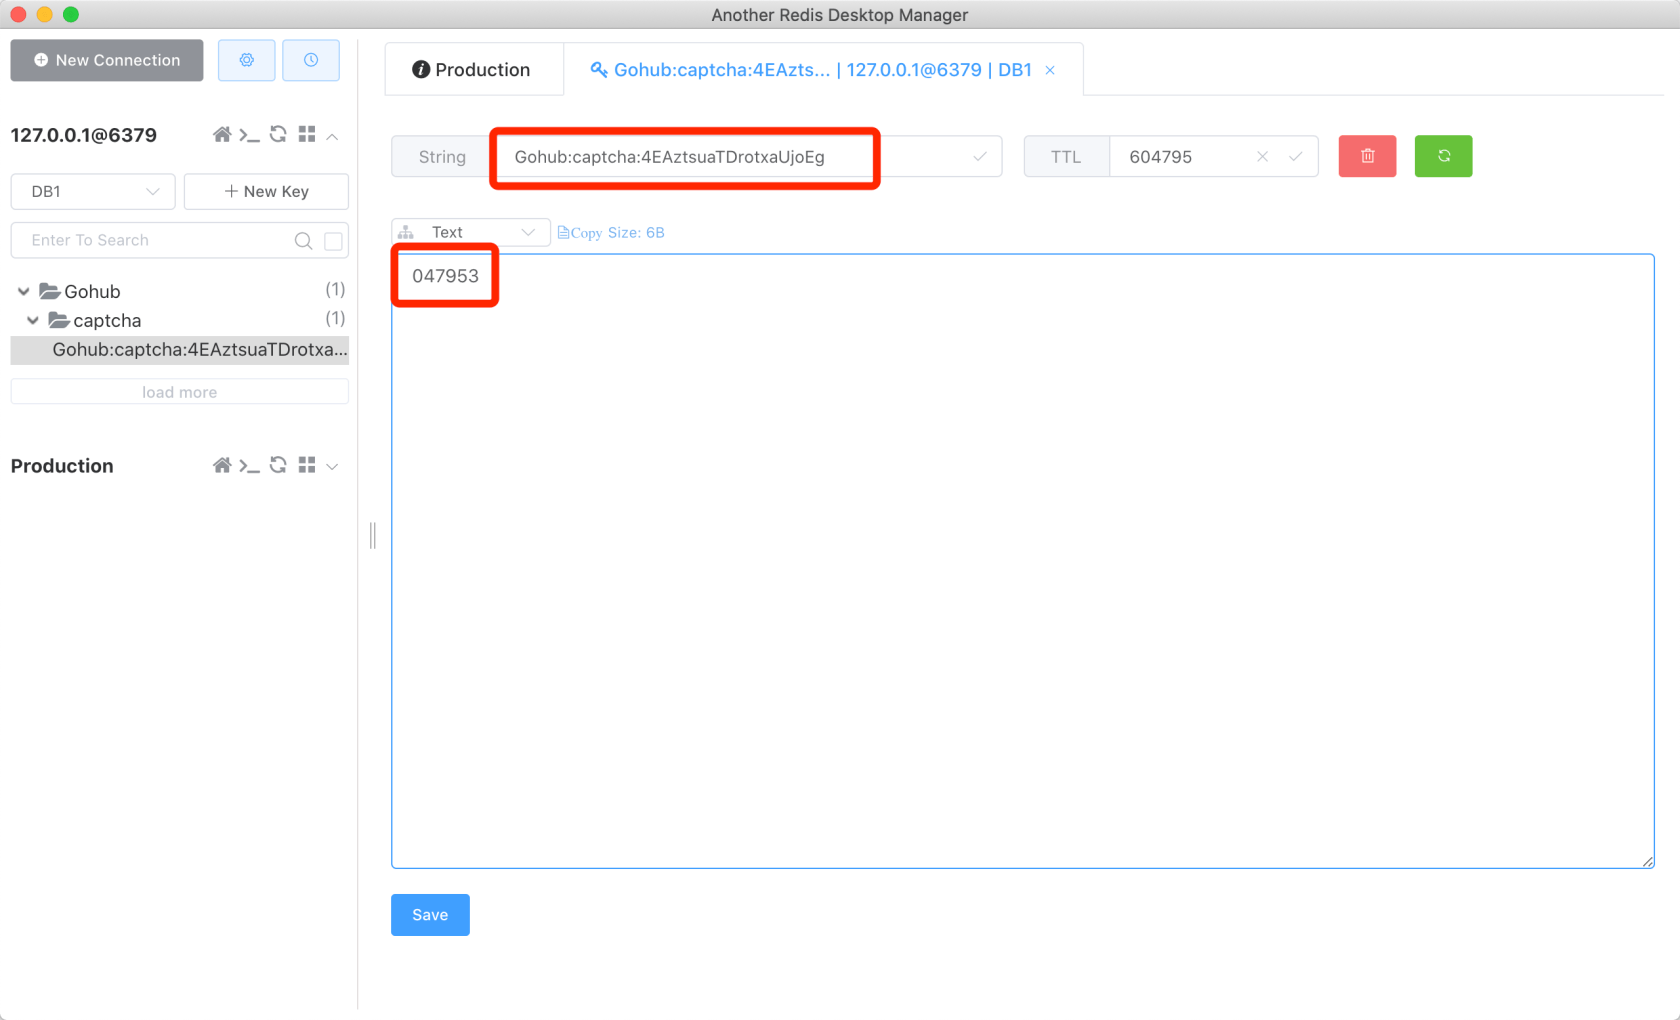 Another Redis Desktop Manager
New Connection
127.0.0.1@6379
DB1
+ New Key
Enter To Search
Gohub (1)
captcha (1)
Gohub:captcha:4EAztsuaTDrotxa...
load more
Production
Production
Gohub:captcha:4EAzts... | 127.0.0.1@6379 | DB1
String Gohub:captcha:4EAztsuaTDrotxaUjoEg
TTL 604795
Text Copy Size: 6B
047953
Save